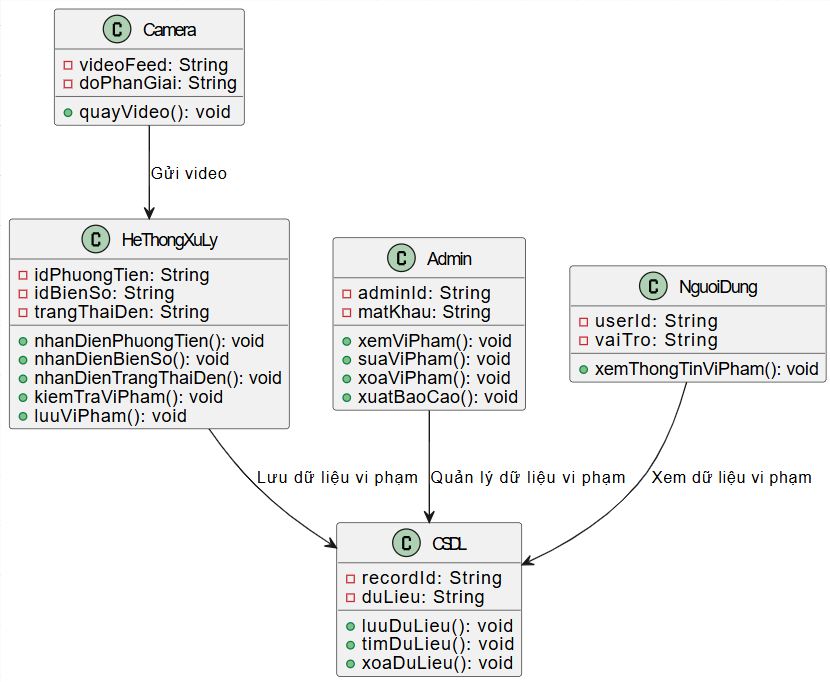 C Camera
videoFeed: String
doPhanGiai: String
quayVideo(): void
Gửi video
C HeThongXuLy
idPhuongTien: String
idBienSo: String
trangThaiDen: String
nhanDienPhuongTien(): void
nhanDienBienSo(): void
nhanDienTrangThaiDen(): void
kiemTraViPham(): void
luuViPham(): void
C Admin
adminId: String
matKhau: String
xemViPham(): void
suaViPham(): void
xoaViPham(): void
xuatBaoCao(): void
C NguoiDung
userId: String
vaiTro: String
xemThongTinViPham(): void
Lưu dữ liệu vi phạm
Quản lý dữ liệu vi phạm
Xem dữ liệu vi phạm
C CSDL
recordId: String
duLieu: String
luuDuLieu(): void
timDuLieu(): void
xoaDuLieu(): void